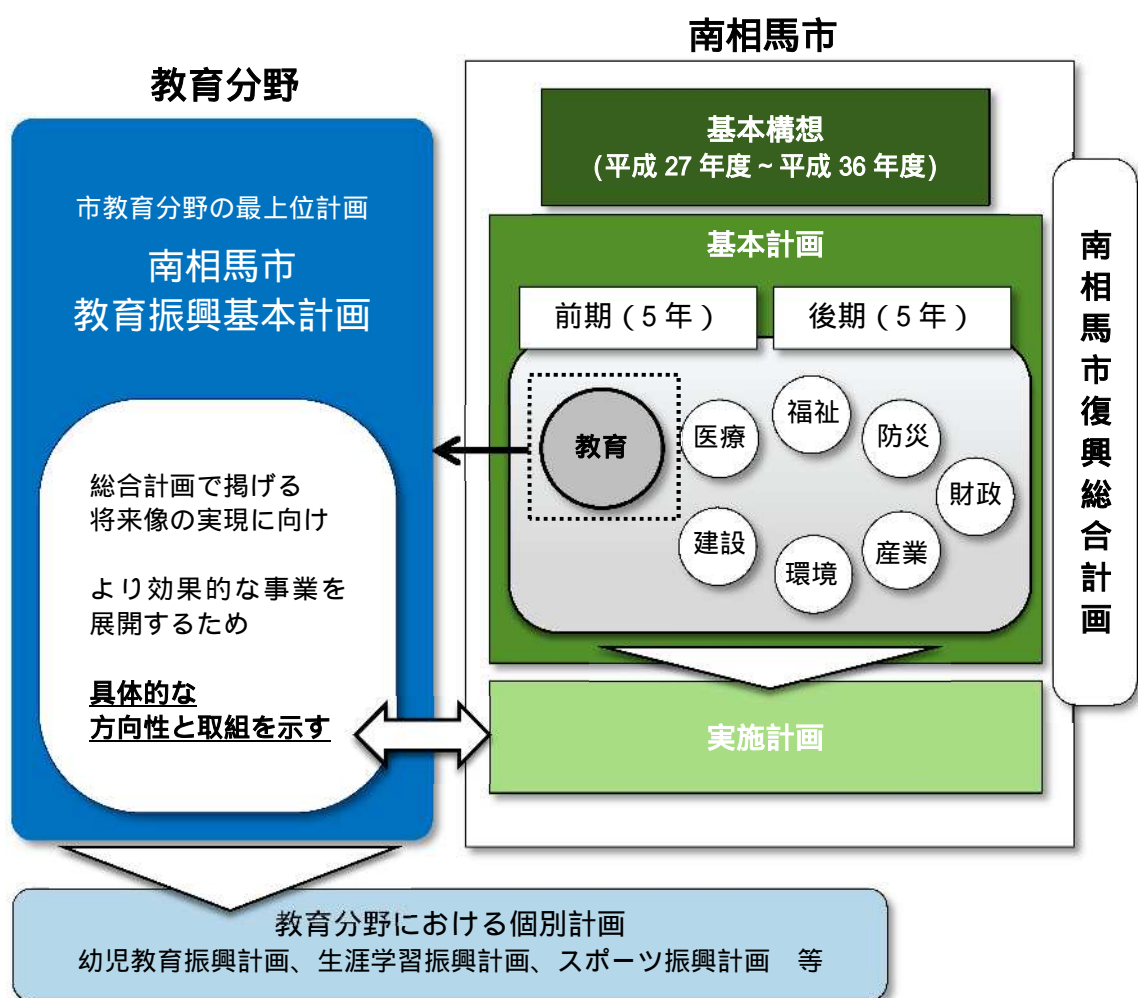 教育分野
市教育分野の最上位計画
南相馬市
教育振興基本計画
総合計画で掲げる
将来像の実現に向け
より効果的な事業を
展開するため
具体的な
方向性と取組を示す
南相馬市
基本構想
(平成 27 年度 ~ 平成 36 年度)
基本計画
前期（5 年）
後期（5 年）
教育
医療
福祉
防災
財政
産業
環境
建設
実施計画
南相馬市復興総合計画
教育分野における個別計画
幼児教育振興計画、生涯学習振興計画、スポーツ振興計画　等